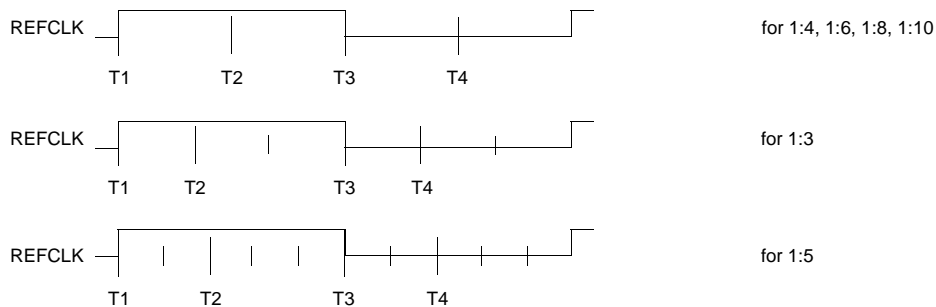 REFCLK for 1:4, 1:6, 1:8, 1:10
T1 T2 T3 T4
REFCLK for 1:3
T1 T2 T3 T4
REFCLK for 1:5
T1 T2 T3 T4